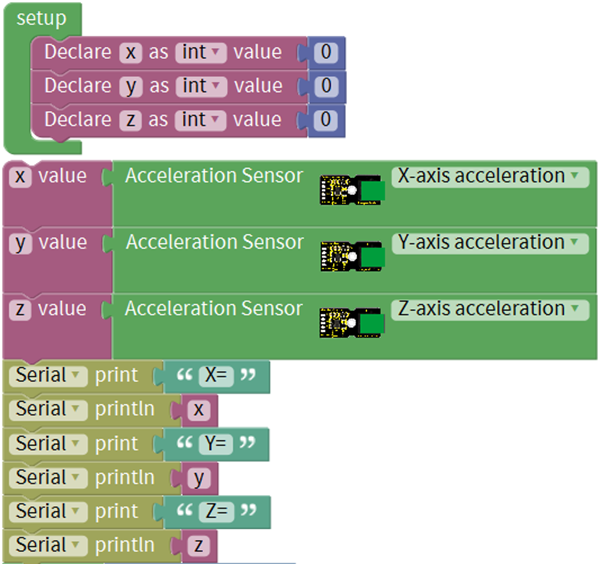 setup
Declare x as int value 0
Declare y as int value 0
Declare z as int value 0
x value Acceleration Sensor X-axis acceleration
y value Acceleration Sensor Y-axis acceleration
z value Acceleration Sensor Z-axis acceleration
Serial print “ X= ”
Serial println x
Serial print “ Y= ”
Serial println y
Serial print “ Z= ”
Serial println z